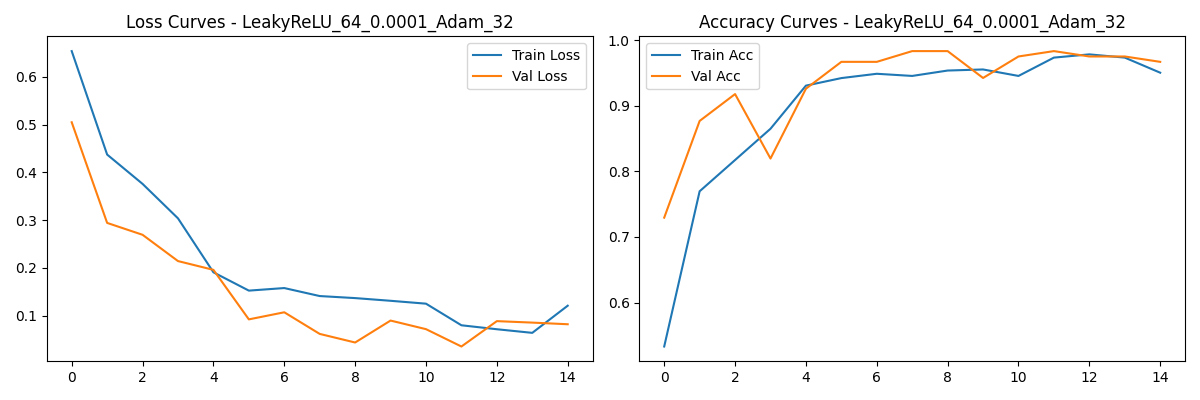 Loss Curves - LeakyReLU_64_0.0001_Adam_32
Train Loss
Val Loss
0.6
0.5
0.4
0.3
0.2
0.1
0 2 4 6 8 10 12 14
Accuracy Curves - LeakyReLU_64_0.0001_Adam_32
Train Acc
Val Acc
1.0
0.9
0.8
0.7
0.6
0 2 4 6 8 10 12 14